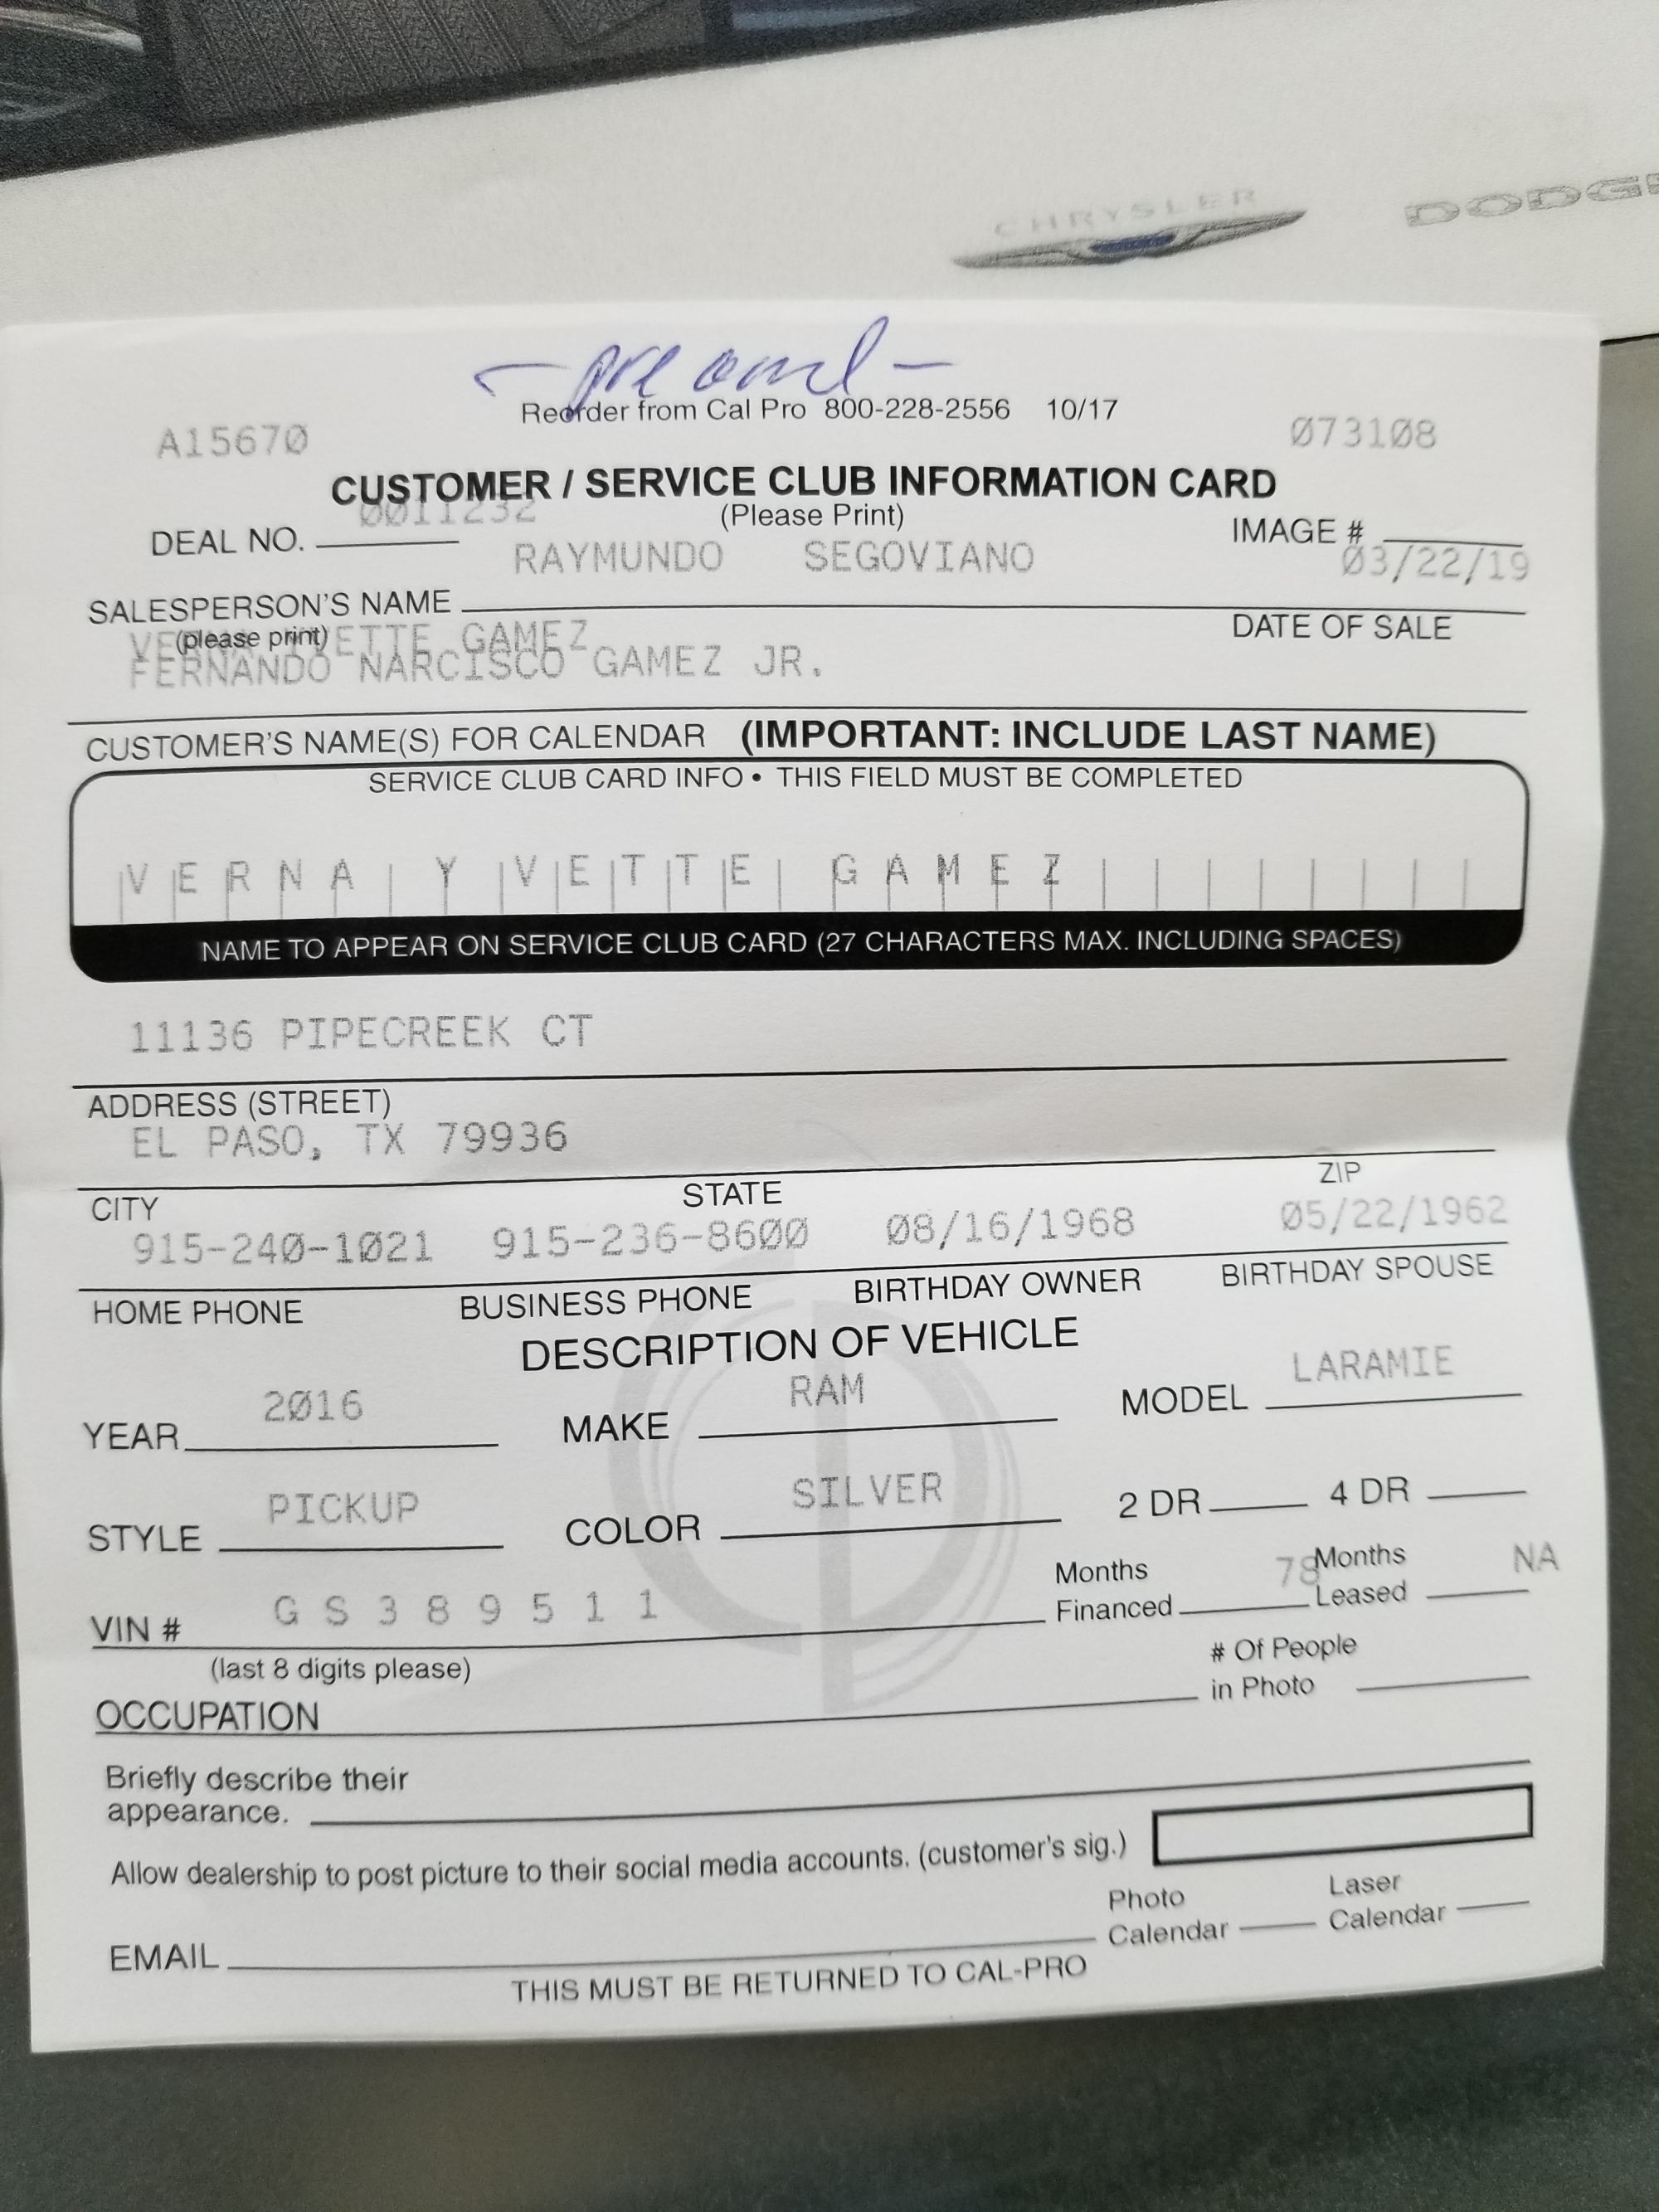 CHRYSLER DODGE
- pre owned -
Reorder from Cal Pro 800-228-2556 10/17
A15670 073108
CUSTOMER / SERVICE CLUB INFORMATION CARD
0011232
(Please Print)
DEAL NO. IMAGE #
RAYMUNDO SEGOVIANO 03/22/19
SALESPERSON'S NAME
(please print) DATE OF SALE
VERNA YVETTE GAMEZ
FERNANDO NARCISCO GAMEZ JR.
CUSTOMER'S NAME(S) FOR CALENDAR (IMPORTANT: INCLUDE LAST NAME)
SERVICE CLUB CARD INFO • THIS FIELD MUST BE COMPLETED
VERNA YVETTE GAMEZ
NAME TO APPEAR ON SERVICE CLUB CARD (27 CHARACTERS MAX. INCLUDING SPACES)
11136 PIPECREEK CT
ADDRESS (STREET)
EL PASO, TX 79936
CITY STATE ZIP
915-240-1021 915-236-8600 08/16/1968 05/22/1962
HOME PHONE BUSINESS PHONE BIRTHDAY OWNER BIRTHDAY SPOUSE
DESCRIPTION OF VEHICLE
2016 RAM LARAMIE
YEAR MAKE MODEL
PICKUP SILVER
STYLE COLOR 2 DR 4 DR
GS389511 78 NA
VIN # Months Financed Months Leased
(last 8 digits please) # Of People in Photo
OCCUPATION
Briefly describe their
appearance.
Allow dealership to post picture to their social media accounts. (customer's sig.)
Photo Calendar Laser Calendar
EMAIL
THIS MUST BE RETURNED TO CAL-PRO